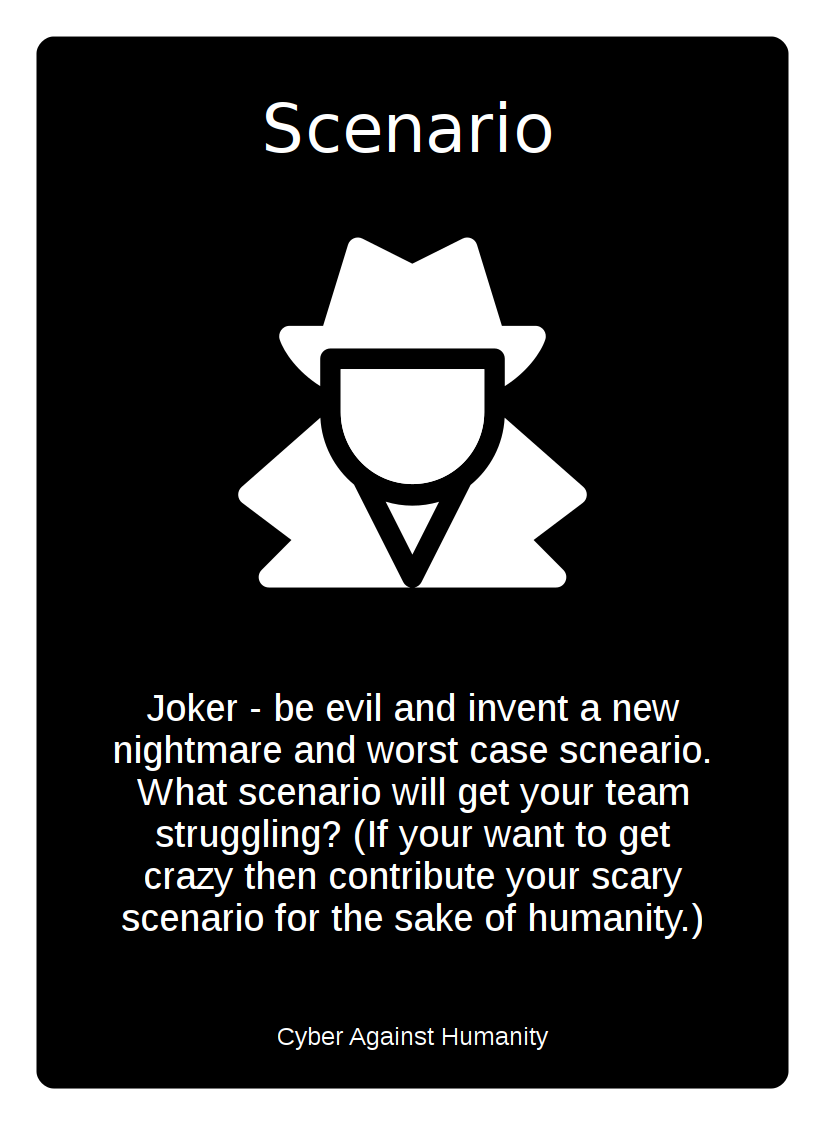 Scenario
Joker - be evil and invent a new
nightmare and worst case scneario.
What scenario will get your team
struggling? (If your want to get
crazy then contribute your scary
scenario for the sake of humanity.)
Cyber Against Humanity